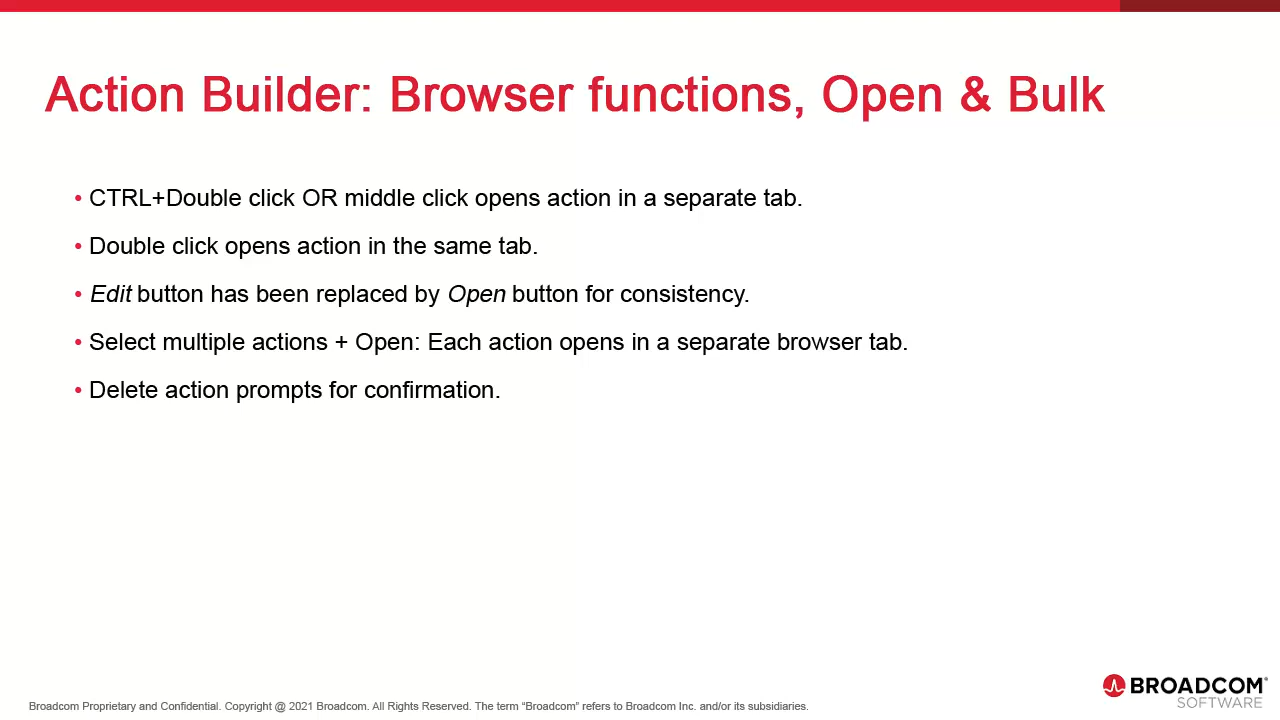 Action Builder: Browser functions, Open & Bulk
• CTRL+Double click OR middle click opens action in a separate tab.
• Double click opens action in the same tab.
• Edit button has been replaced by Open button for consistency.
• Select multiple actions + Open: Each action opens in a separate browser tab.
• Delete action prompts for confirmation.
BROADCOM®
SOFTWARE
Broadcom Proprietary and Confidential. Copyright @ 2021 Broadcom. All Rights Reserved. The term “Broadcom” refers to Broadcom Inc. and/or its subsidiaries.